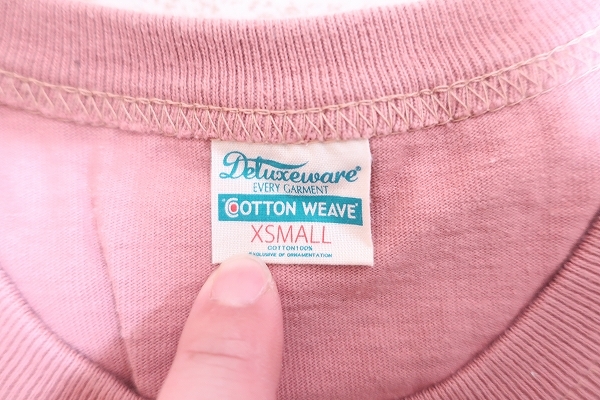 Deluxeware®
EVERY GARMENT
"COTTON WEAVE"
XSMALL
COTTON100%
EXCLUSIVE OF ORNAMENTATION